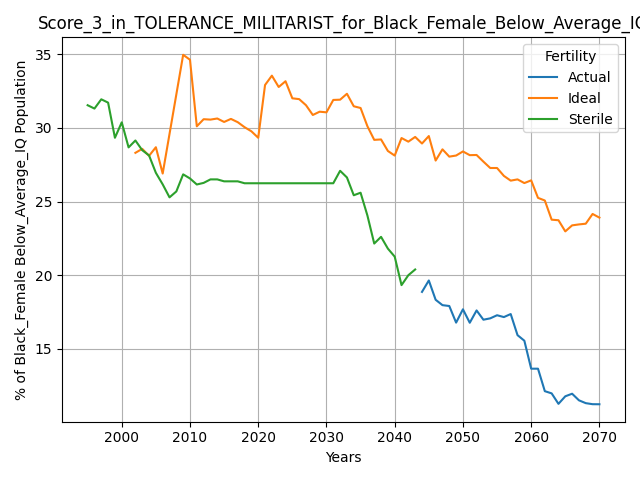 Score_3_in_TOLERANCE_MILITARIST_for_Black_Female_Below_Average_IQ
Fertility
Actual
Ideal
Sterile
% of Black_Female Below_Average_IQ Population
35
30
25
20
15
2000 2010 2020 2030 2040 2050 2060 2070
Years